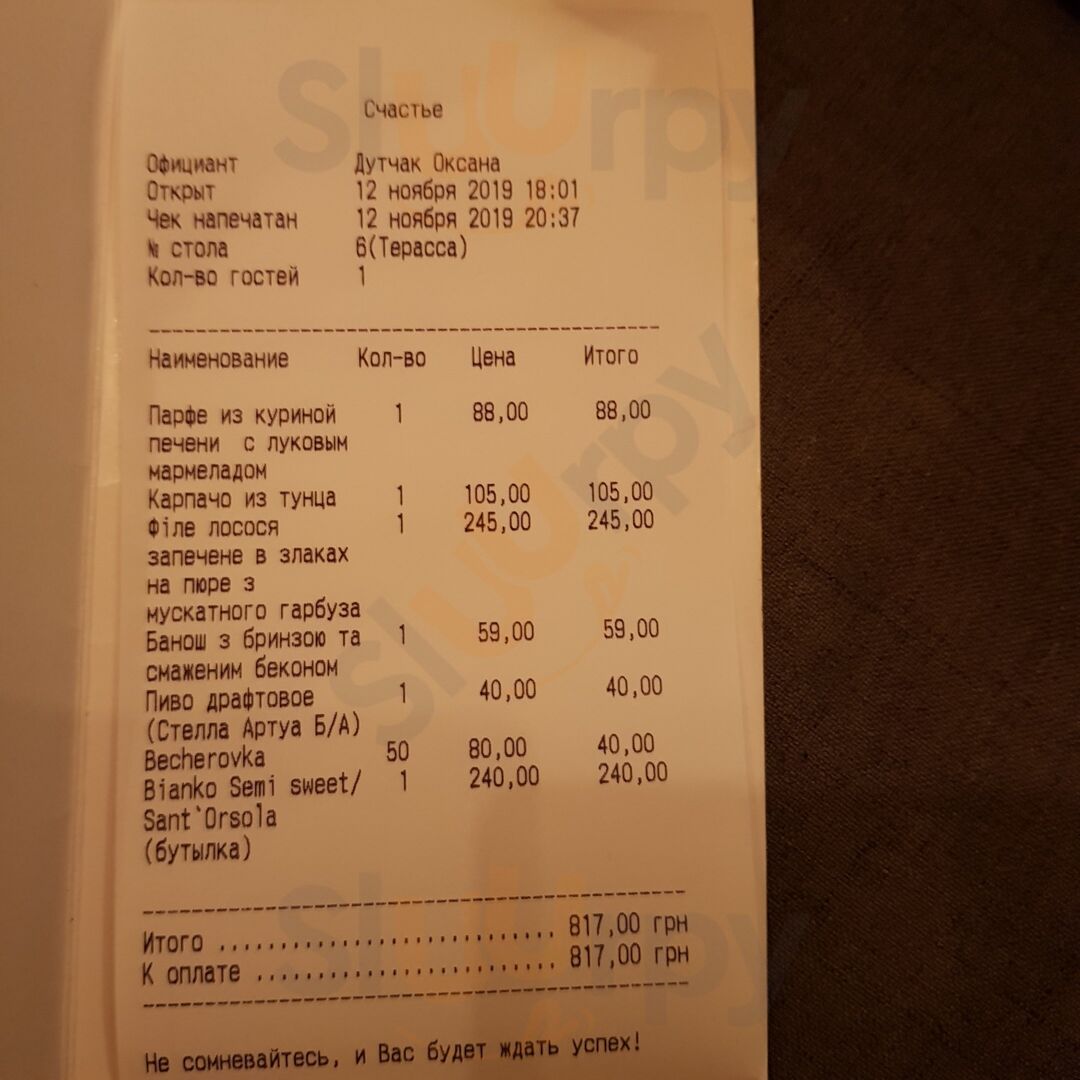 Счастье
Официант Дутчак Оксана
Открыт 12 ноября 2019 18:01
Чек напечатан 12 ноября 2019 20:37
№ стола 6(Терасса)
Кол-во гостей 1
Наименование Кол-во Цена Итого
Парфе из куриной 1 88,00 88,00
печени с луковым
мармеладом
Карпачо из тунца 1 105,00 105,00
Філе лосося 1 245,00 245,00
запечене в злаках
на пюре з
мускатного гарбуза
Банош з бринзою та 1 59,00 59,00
смаженим беконом
Пиво драфтовое 1 40,00 40,00
(Стелла Артуа Б/А)
Becherovka 50 80,00 40,00
Bianko Semi sweet/ 1 240,00 240,00
Sant`Orsola
(бутылка)
Итого ............................ 817,00 грн
К оплате ......................... 817,00 грн
Не сомневайтесь, и Вас будет ждать успех!
Sluurpy
Sluurpy
Sluurpy